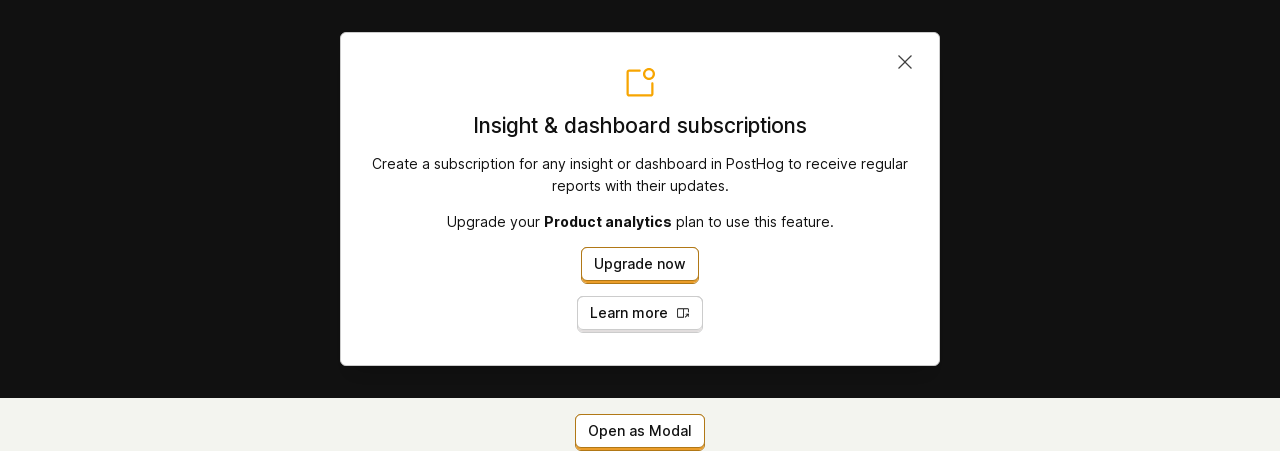 Insight & dashboard subscriptions
Create a subscription for any insight or dashboard in PostHog to receive regular
reports with their updates.
Upgrade your Product analytics plan to use this feature.
Upgrade now
Learn more
Open as Modal